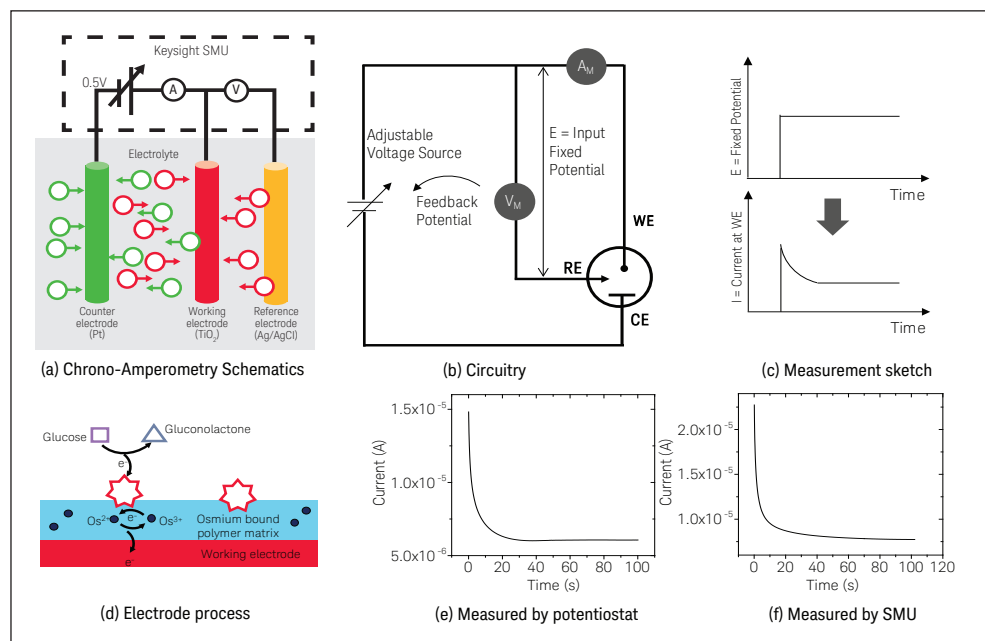 Keysight SMU
0.5V
A
V
Electrolyte
Counter
electrode
(Pt)
Working
electrode
(TiO₂)
Reference
electrode
(Ag/AgCl)
(a) Chrono-Amperometry Schematics
A_M
Adjustable
Voltage Source
E = Input
Fixed
Potential
Feedback
Potential
V_M
WE
RE
CE
(b) Circuitry
E = Fixed Potential
Time
I = Current at WE
Time
(c) Measurement sketch
Glucose
Gluconolactone
e⁻
Os²⁺
e⁻
Os³⁺
Osmium bound
polymer matrix
Working electrode
e⁻
(d) Electrode process
1.5x10⁻⁵
1.0x10⁻⁵
5.0x10⁻⁶
Current (A)
0 20 40 60 80 100
Time (s)
(e) Measured by potentiostat
2.0x10⁻⁵
1.5x10⁻⁵
1.0x10⁻⁵
Current (A)
0 20 40 60 80 100 120
Time (s)
(f) Measured by SMU